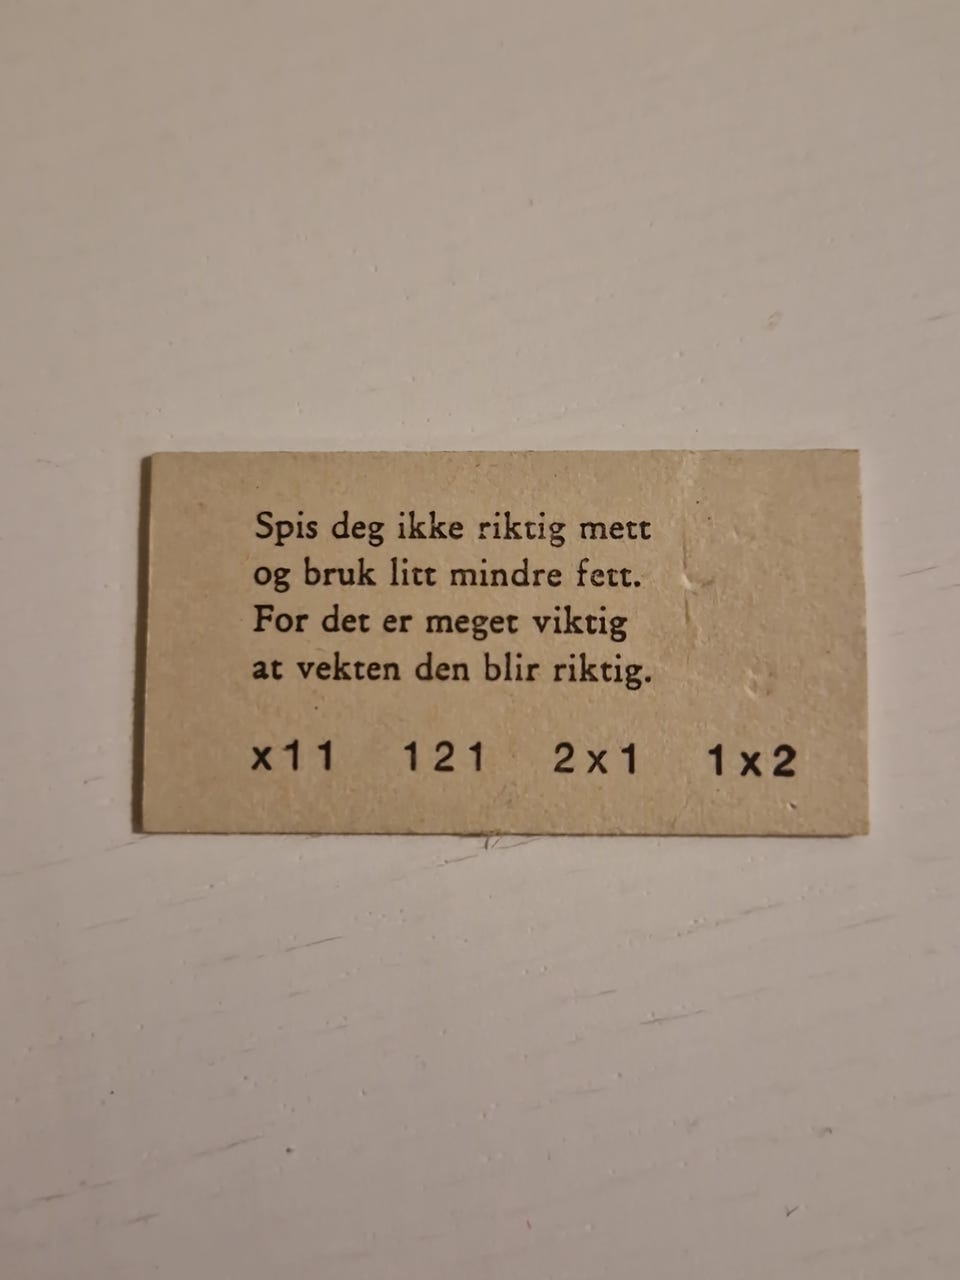 Spis deg ikke riktig mett
og bruk litt mindre fett.
For det er meget viktig
at vekten den blir riktig.
x11 121 2x1 1x2